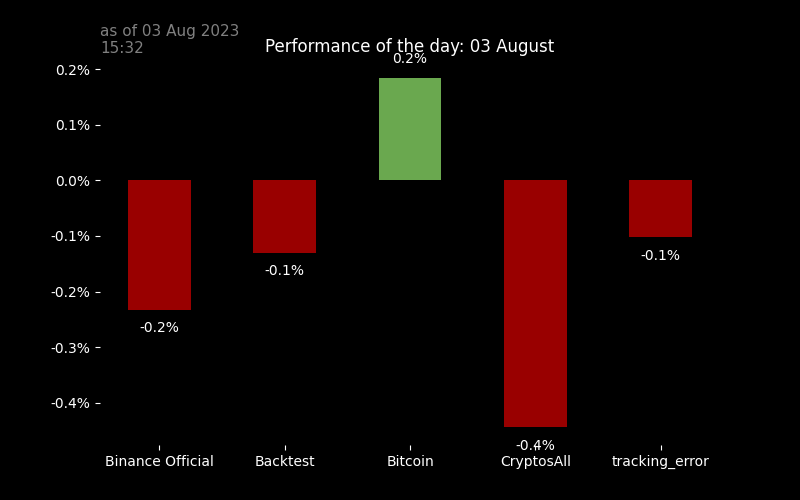 as of 03 Aug 2023
15:32
Performance of the day: 03 August
0.2%
0.2%
0.1%
0.0%
-0.1%
-0.2%
-0.3%
-0.4%
-0.2%
-0.1%
-0.4%
-0.1%
Binance Official
Backtest
Bitcoin
CryptosAll
tracking_error